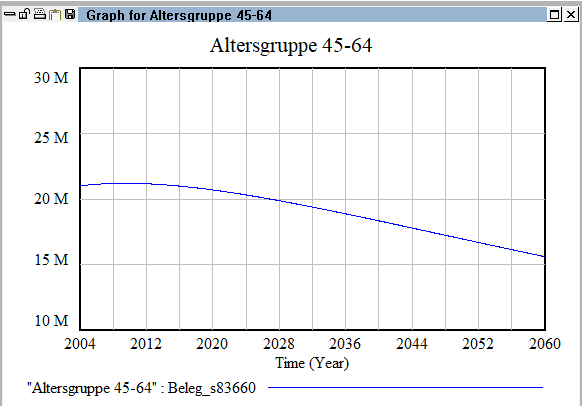 Graph for Altersgruppe 45-64
Altersgruppe 45-64
30 M
25 M
20 M
15 M
10 M
2004 2012 2020 2028 2036 2044 2052 2060
Time (Year)
"Altersgruppe 45-64" : Beleg_s83660